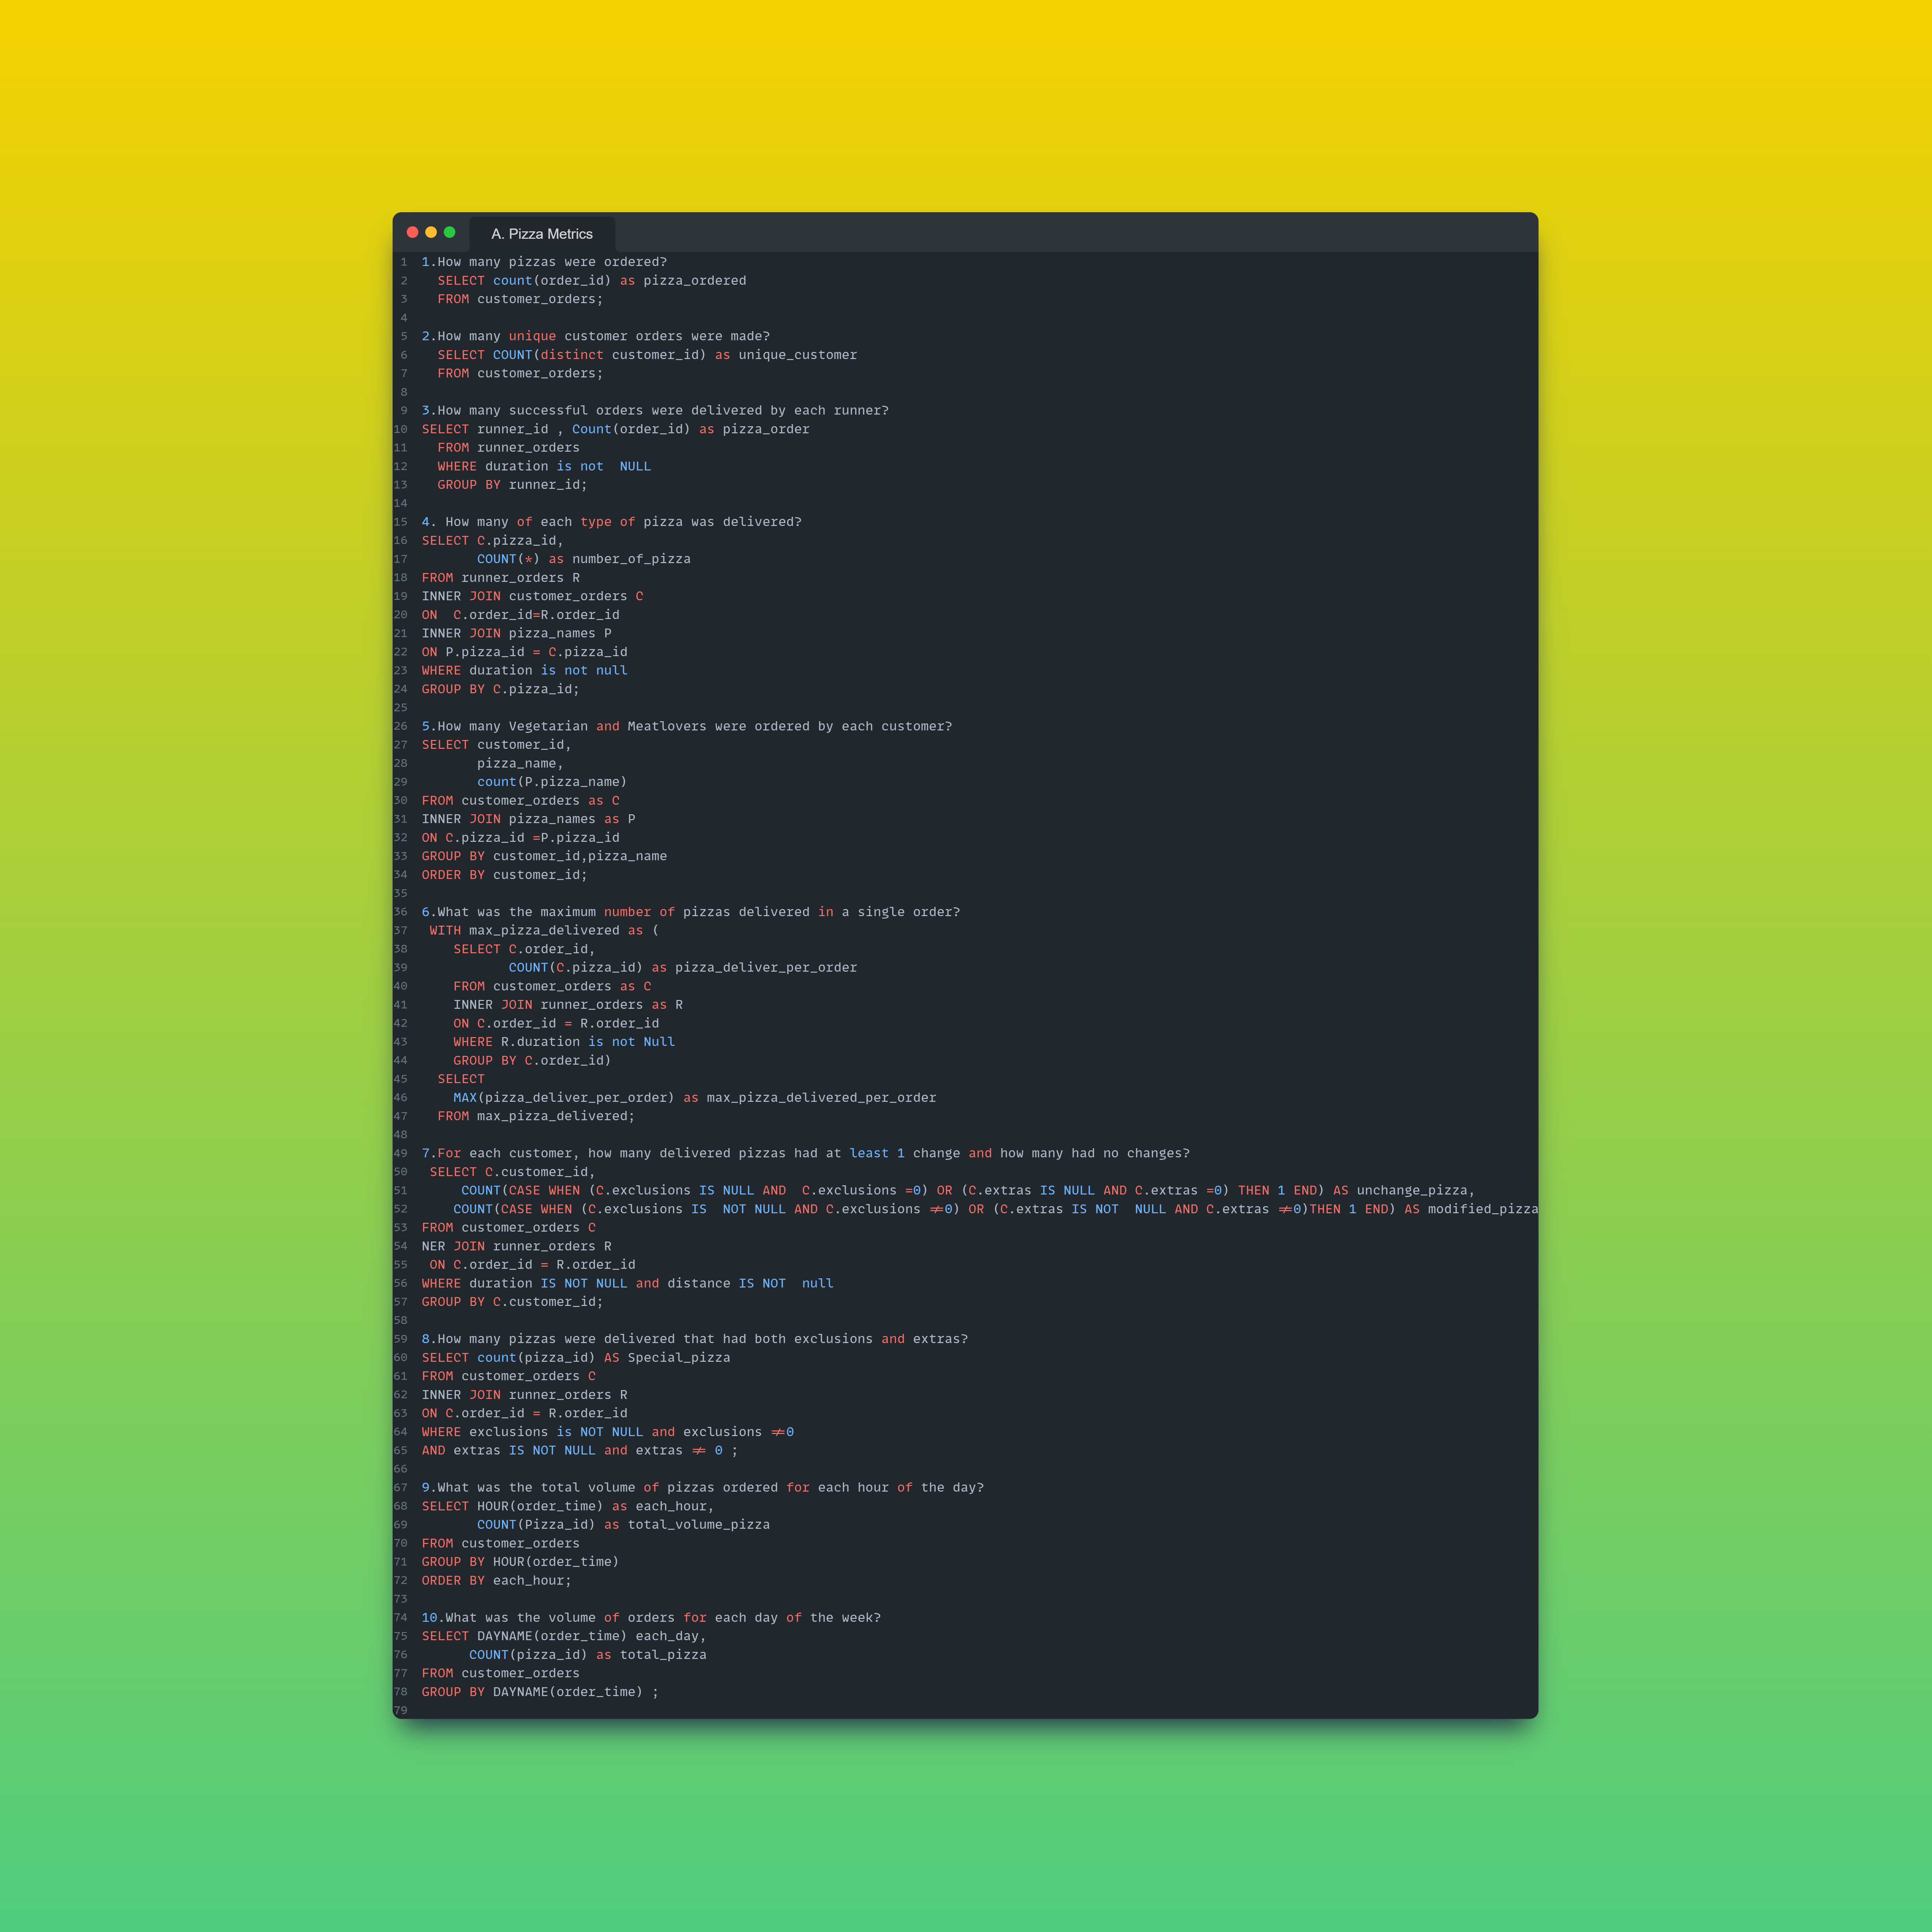 A. Pizza Metrics
1 1.How many pizzas were ordered?
2 SELECT count(order_id) as pizza_ordered
3 FROM customer_orders;
4
5 2.How many unique customer orders were made?
6 SELECT COUNT(distinct customer_id) as unique_customer
7 FROM customer_orders;
8
9 3.How many successful orders were delivered by each runner?
10 SELECT runner_id , Count(order_id) as pizza_order
11 FROM runner_orders
12 WHERE duration is not  NULL
13 GROUP BY runner_id;
14
15 4. How many of each type of pizza was delivered?
16 SELECT C.pizza_id,
17 COUNT(*) as number_of_pizza
18 FROM runner_orders R
19 INNER JOIN customer_orders C
20 ON  C.order_id=R.order_id
21 INNER JOIN pizza_names P
22 ON P.pizza_id = C.pizza_id
23 WHERE duration is not null
24 GROUP BY C.pizza_id;
25
26 5.How many Vegetarian and Meatlovers were ordered by each customer?
27 SELECT customer_id,
28 pizza_name,
29 count(P.pizza_name)
30 FROM customer_orders as C
31 INNER JOIN pizza_names as P
32 ON C.pizza_id =P.pizza_id
33 GROUP BY customer_id,pizza_name
34 ORDER BY customer_id;
35
36 6.What was the maximum number of pizzas delivered in a single order?
37 WITH max_pizza_delivered as (
38 SELECT C.order_id,
39 COUNT(C.pizza_id) as pizza_deliver_per_order
40 FROM customer_orders as C
41 INNER JOIN runner_orders as R
42 ON C.order_id = R.order_id
43 WHERE R.duration is not Null
44 GROUP BY C.order_id)
45 SELECT
46 MAX(pizza_deliver_per_order) as max_pizza_delivered_per_order
47 FROM max_pizza_delivered;
48
49 7.For each customer, how many delivered pizzas had at least 1 change and how many had no changes?
50 SELECT C.customer_id,
51 COUNT(CASE WHEN (C.exclusions IS NULL AND  C.exclusions =0) OR (C.extras IS NULL AND C.extras =0) THEN 1 END) AS unchange_pizza,
52 COUNT(CASE WHEN (C.exclusions IS  NOT NULL AND C.exclusions ≠0) OR (C.extras IS NOT  NULL AND C.extras ≠0)THEN 1 END) AS modified_pizza
53 FROM customer_orders C
54 NER JOIN runner_orders R
55 ON C.order_id = R.order_id
56 WHERE duration IS NOT NULL and distance IS NOT  null
57 GROUP BY C.customer_id;
58
59 8.How many pizzas were delivered that had both exclusions and extras?
60 SELECT count(pizza_id) AS Special_pizza
61 FROM customer_orders C
62 INNER JOIN runner_orders R
63 ON C.order_id = R.order_id
64 WHERE exclusions is NOT NULL and exclusions ≠0
65 AND extras IS NOT NULL and extras ≠ 0 ;
66
67 9.What was the total volume of pizzas ordered for each hour of the day?
68 SELECT HOUR(order_time) as each_hour,
69 COUNT(Pizza_id) as total_volume_pizza
70 FROM customer_orders
71 GROUP BY HOUR(order_time)
72 ORDER BY each_hour;
73
74 10.What was the volume of orders for each day of the week?
75 SELECT DAYNAME(order_time) each_day,
76 COUNT(pizza_id) as total_pizza
77 FROM customer_orders
78 GROUP BY DAYNAME(order_time) ;
79